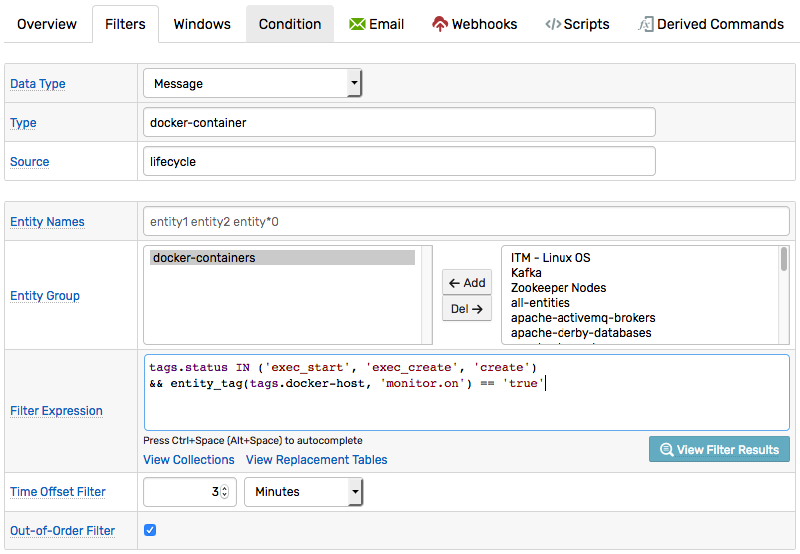 Overview Filters Windows Condition Email Webhooks Scripts Derived Commands
Data Type Message
Type docker-container
Source lifecycle
Entity Names entity1 entity2 entity*0
Entity Group
docker-containers
← Add
Del →
ITM - Linux OS
Kafka
Zookeeper Nodes
all-entities
apache-activemq-brokers
apache-cerby-databases
Filter Expression
tags.status IN ('exec_start', 'exec_create', 'create')
&& entity_tag(tags.docker-host, 'monitor.on') == 'true'
Press Ctrl+Space (Alt+Space) to autocomplete
View Collections View Replacement Tables
View Filter Results
Time Offset Filter 3 Minutes
Out-of-Order Filter